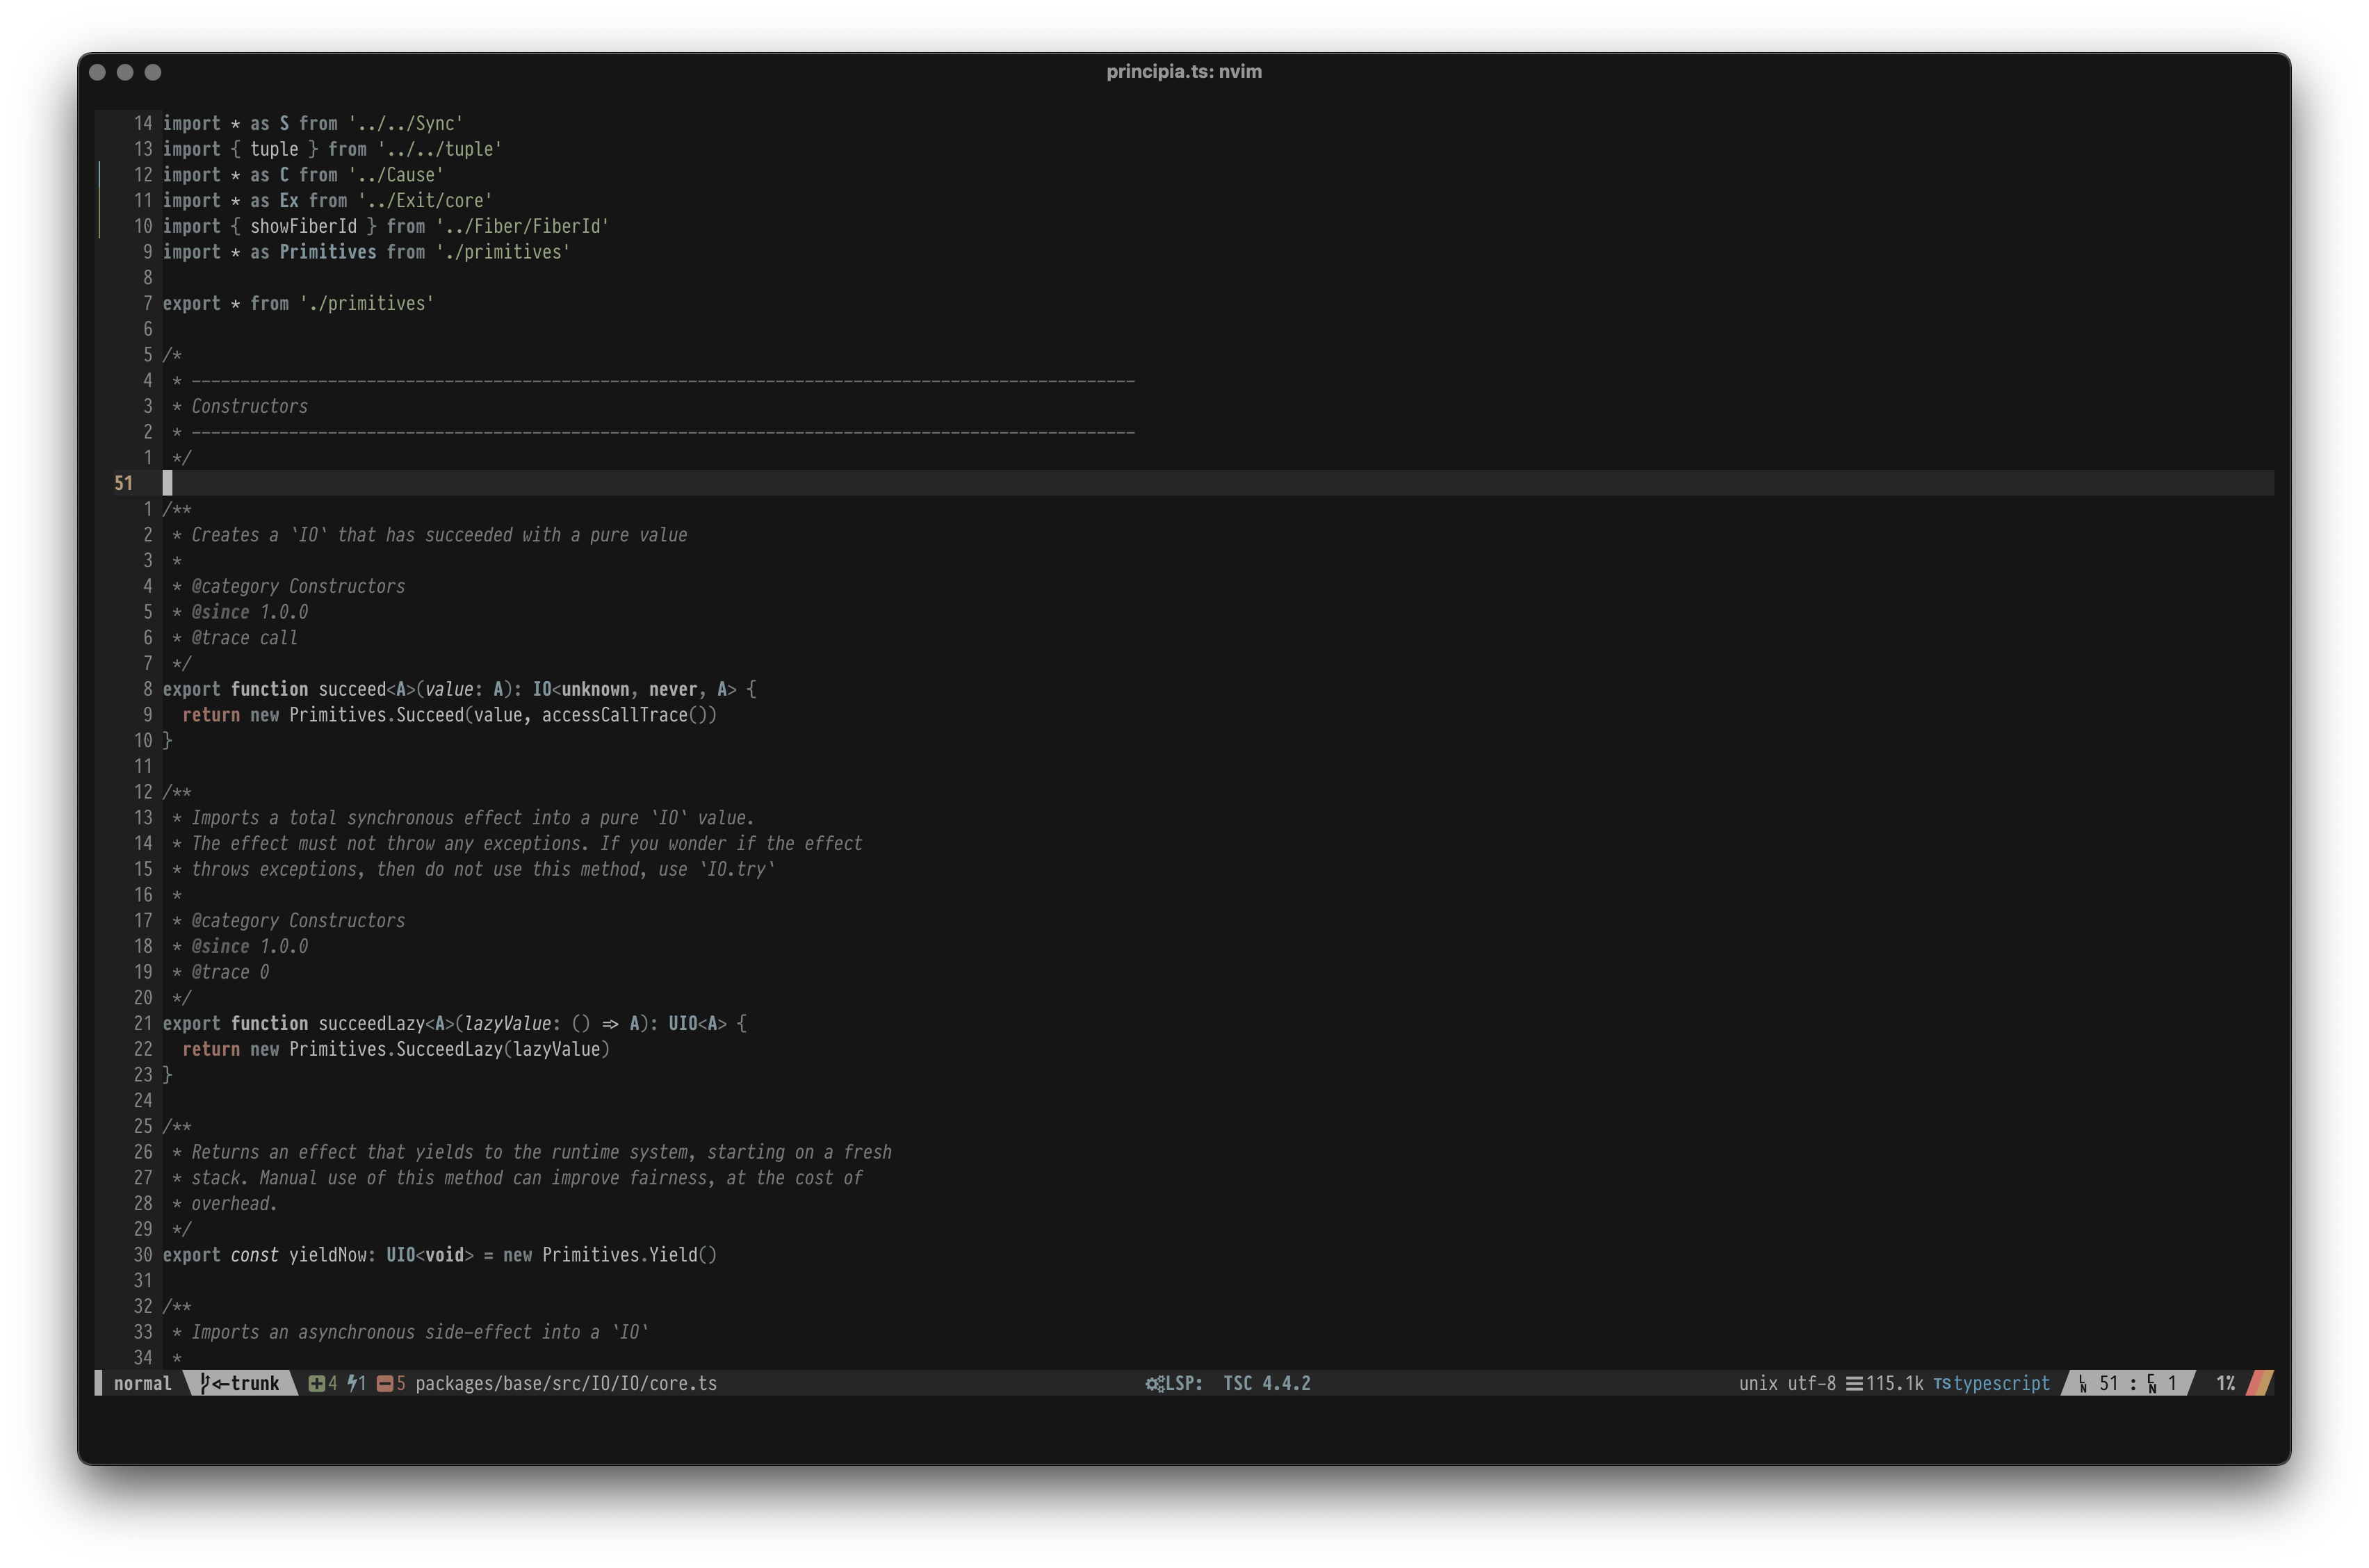 principia.ts: nvim
14 import * as S from '../../Sync'
13 import { tuple } from '../../tuple'
12 import * as C from '../Cause'
11 import * as Ex from '../Exit/core'
10 import { showFiberId } from '../Fiber/FiberId'
9 import * as Primitives from './primitives'
8
7 export * from './primitives'
6
5 /*
4  * -------------------------------------------------------------------------------------------------
3  * Constructors
2  * -------------------------------------------------------------------------------------------------
1  */
51
1 /**
2  * Creates a `IO` that has succeeded with a pure value
3  *
4  * @category Constructors
5  * @since 1.0.0
6  * @trace call
7  */
8 export function succeed<A>(value: A): IO<unknown, never, A> {
9   return new Primitives.Succeed(value, accessCallTrace())
10 }
11
12 /**
13  * Imports a total synchronous effect into a pure `IO` value.
14  * The effect must not throw any exceptions. If you wonder if the effect
15  * throws exceptions, then do not use this method, use `IO.try`
16  *
17  * @category Constructors
18  * @since 1.0.0
19  * @trace 0
20  */
21 export function succeedLazy<A>(lazyValue: () => A): UIO<A> {
22   return new Primitives.SucceedLazy(lazyValue)
23 }
24
25 /**
26  * Returns an effect that yields to the runtime system, starting on a fresh
27  * stack. Manual use of this method can improve fairness, at the cost of
28  * overhead.
29  */
30 export const yieldNow: UIO<void> = new Primitives.Yield()
31
32 /**
33  * Imports an asynchronous side-effect into a `IO`
34  *
normal trunk 4 1 5 packages/base/src/IO/IO/core.ts LSP: TSC 4.4.2 unix utf-8 115.1k TS typescript LN 51 : CN 1 1%